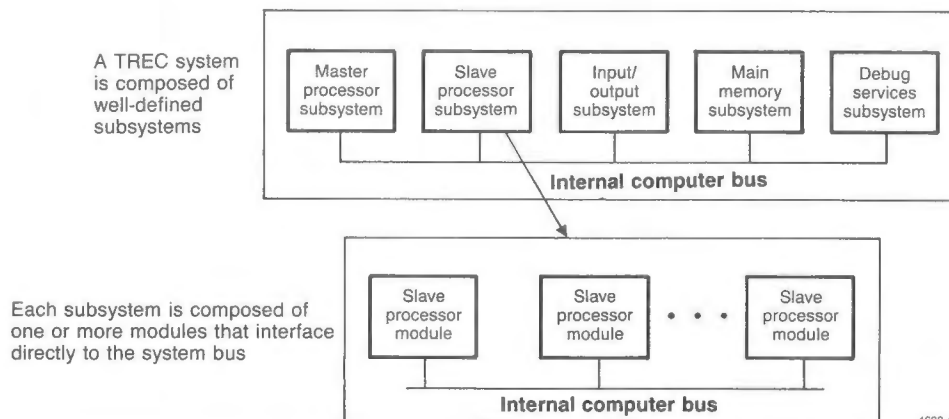 A TREC system
is composed of
well-defined
subsystems
Master
processor
subsystem
Slave
processor
subsystem
Input/
output
subsystem
Main
memory
subsystem
Debug
services
subsystem
Internal computer bus
Each subsystem is composed of
one or more modules that interface
directly to the system bus
Slave
processor
module
Slave
processor
module
• • •
Slave
processor
module
Internal computer bus